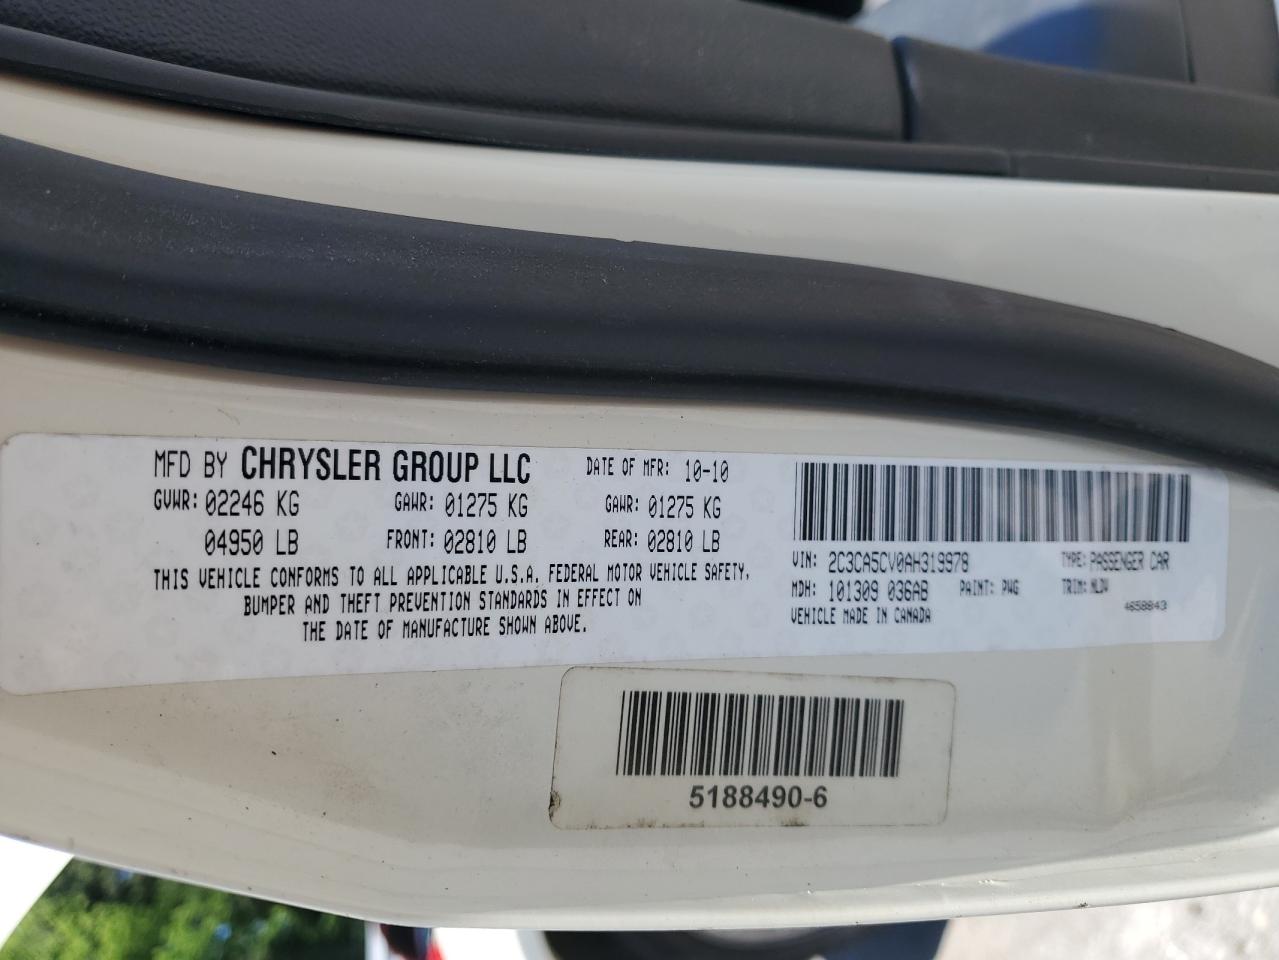 MFD BY CHRYSLER GROUP LLC DATE OF MFR: 10-10
GVWR: 02246 KG GAWR: 01275 KG GAWR: 01275 KG
04950 LB FRONT: 02810 LB REAR: 02810 LB
THIS VEHICLE CONFORMS TO ALL APPLICABLE U.S.A. FEDERAL MOTOR VEHICLE SAFETY,
BUMPER AND THEFT PREVENTION STANDARDS IN EFFECT ON
THE DATE OF MANUFACTURE SHOWN ABOVE.
VIN: 2C3CA5CV0AH319978 TYPE: PASSENGER CAR
MDH: 101309 036AB PAINT: PWG TRIM: NLDV
VEHICLE MADE IN CANADA 4658843
5188490-6